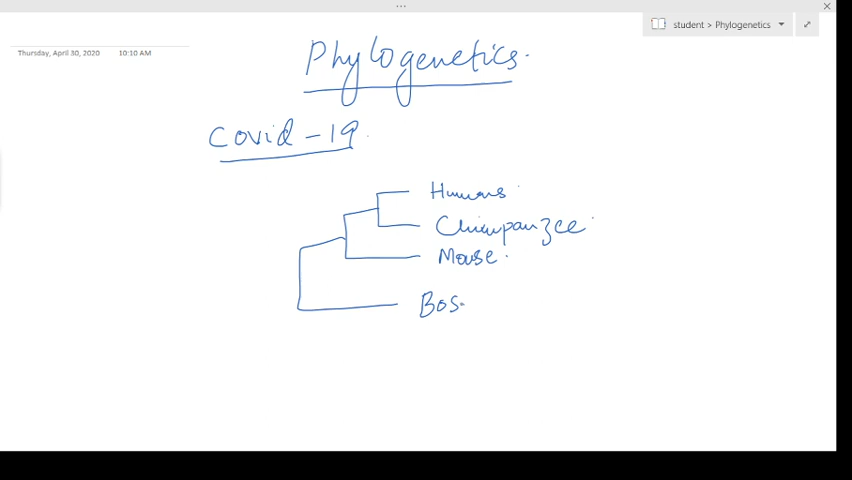 student > Phylogenetics
Thursday, April 30, 2020 10:10 AM
Phylogenetics.
Covid-19.
Humans
Chimpanzee
Mouse.
Bos